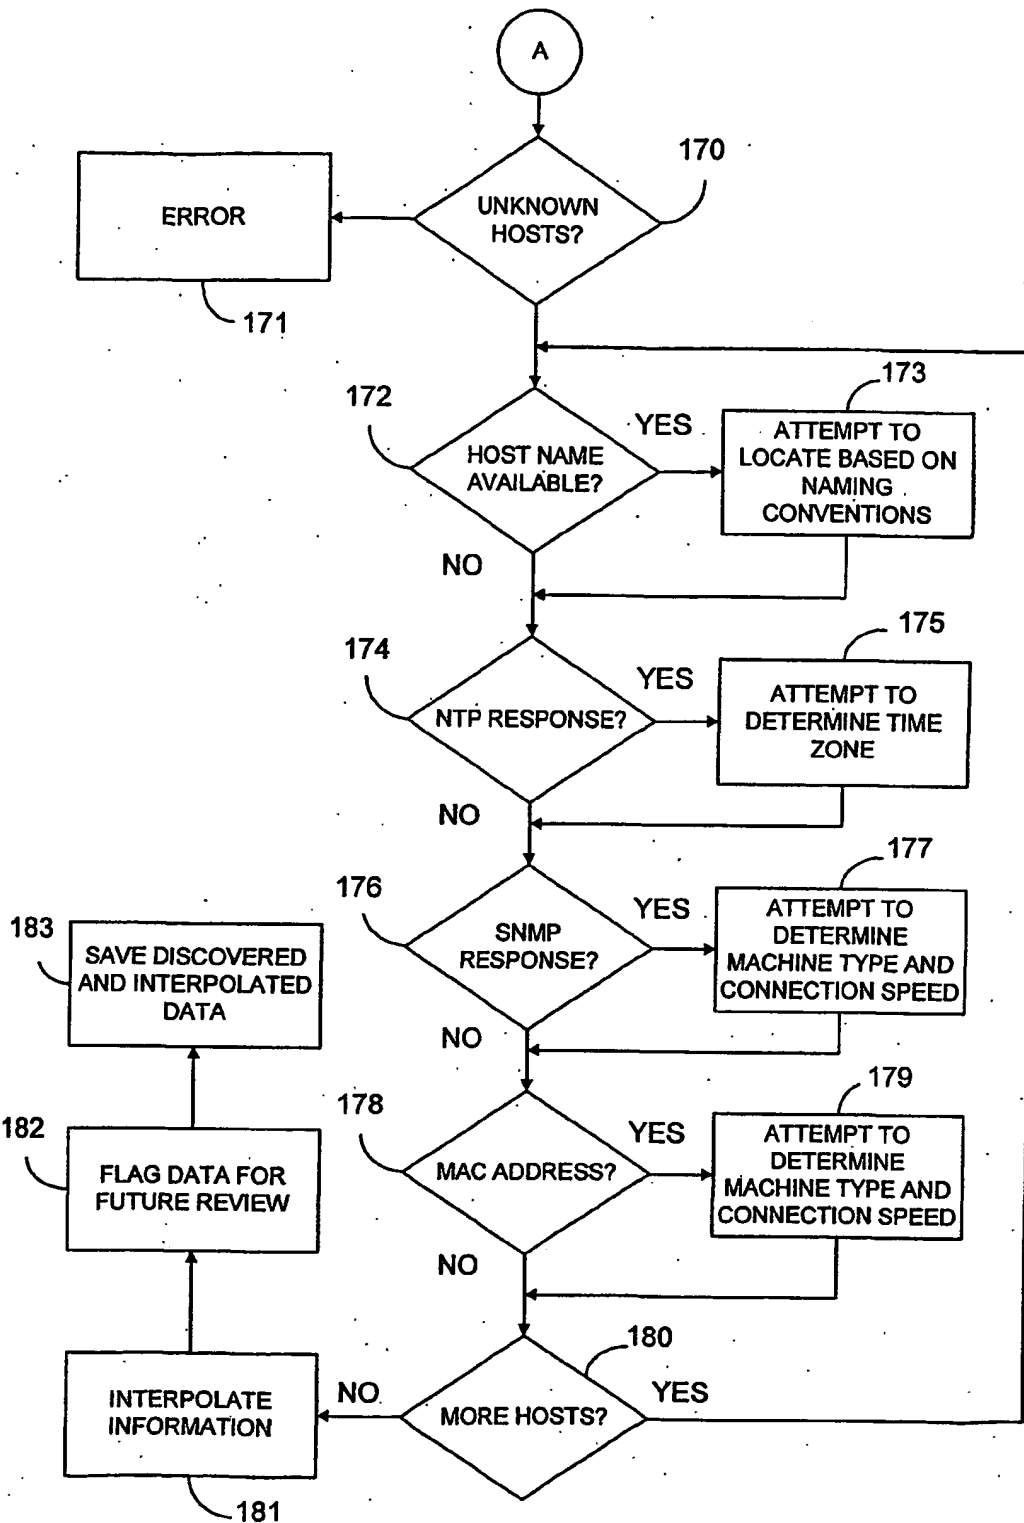 A
170
UNKNOWN
HOSTS?
ERROR
171
172
HOST NAME
AVAILABLE?
YES
173
ATTEMPT TO
LOCATE BASED ON
NAMING
CONVENTIONS
NO
174
NTP RESPONSE?
YES
175
ATTEMPT TO
DETERMINE TIME
ZONE
NO
176
SNMP
RESPONSE?
YES
177
ATTEMPT TO
DETERMINE
MACHINE TYPE AND
CONNECTION SPEED
NO
178
MAC ADDRESS?
YES
179
ATTEMPT TO
DETERMINE
MACHINE TYPE AND
CONNECTION SPEED
NO
180
MORE HOSTS?
YES
NO
INTERPOLATE
INFORMATION
181
182
FLAG DATA FOR
FUTURE REVIEW
183
SAVE DISCOVERED
AND INTERPOLATED
DATA